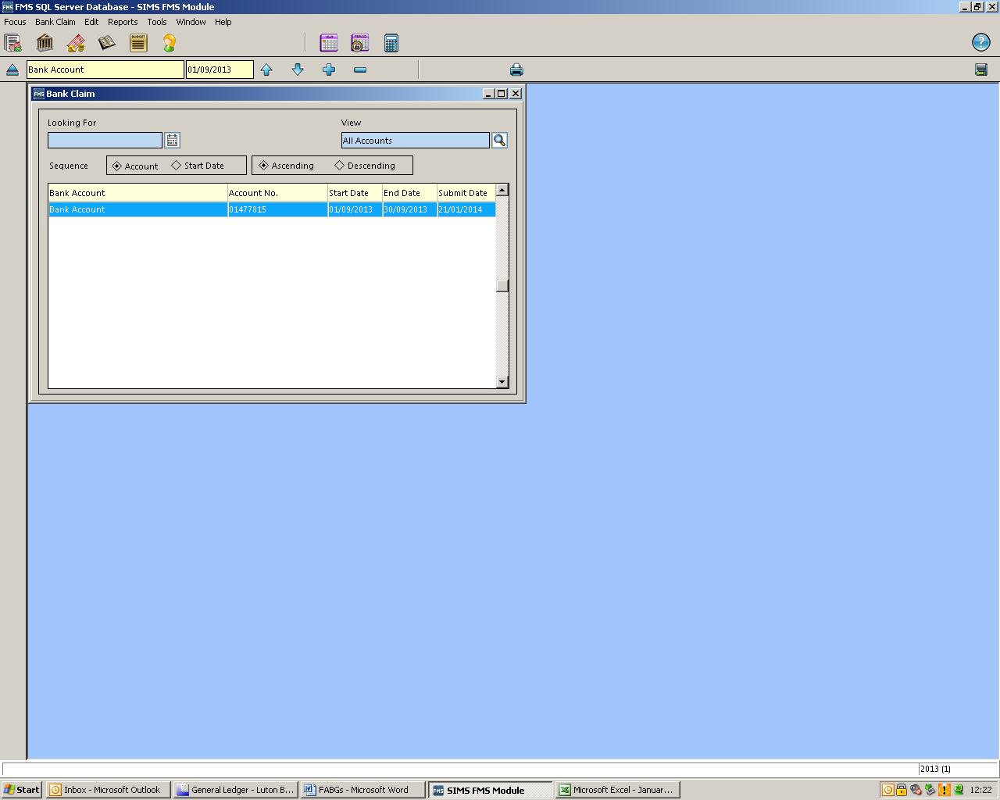 FMS SQL Server Database - SIMS FMS Module
Focus Bank Claim Edit Reports Tools Window Help
Bank Account 01/09/2013
Bank Claim
Looking For View
All Accounts
Sequence Account Start Date Ascending Descending
Bank Account Account No. Start Date End Date Submit Date
Bank Account 01477815 01/09/2013 30/09/2013 21/01/2014
2013 (1)
Start Inbox - Microsoft Outlook General Ledger - Luton B... FABGs - Microsoft Word SIMS FMS Module Microsoft Excel - Januar... 12:22